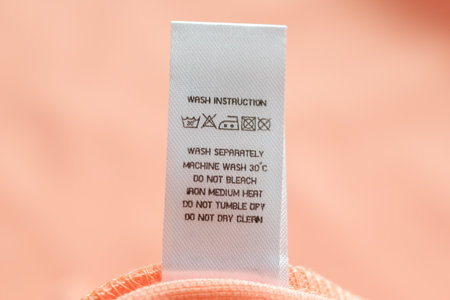 WASH INSTRUCTION
WASH SEPARATELY
MACHINE WASH 30°C
DO NOT BLEACH
IRON MEDIUM HEAT
DO NOT TUMBLE DRY
DO NOT DRY CLEAN